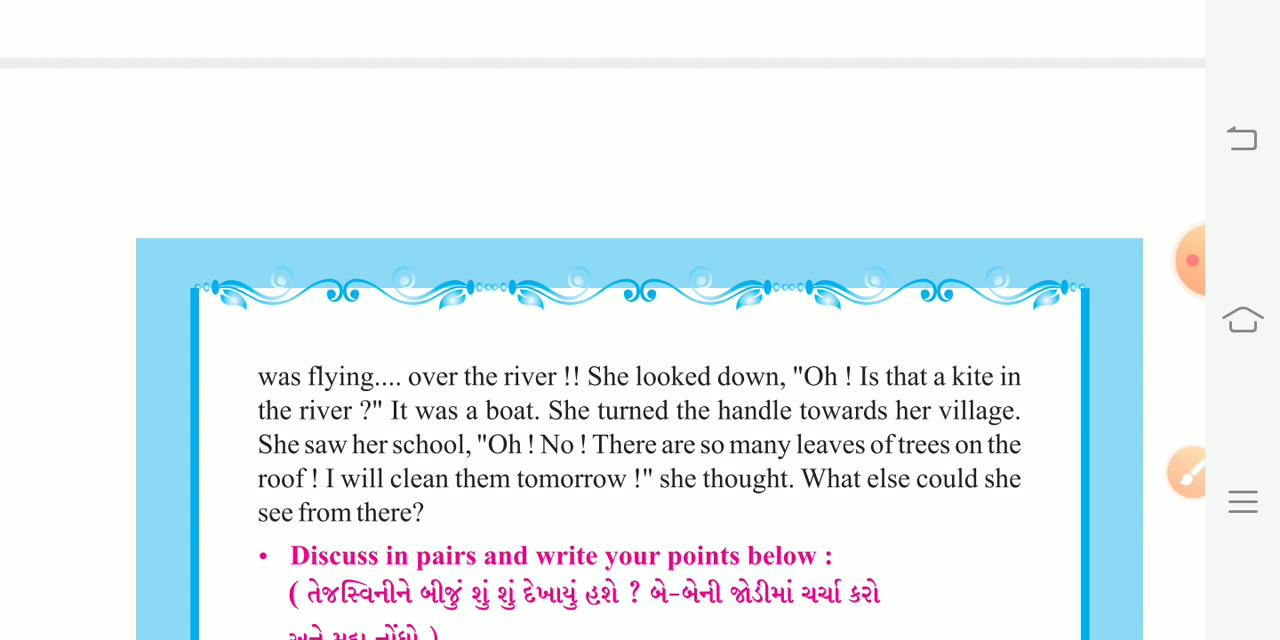 was flying.... over the river !! She looked down, "Oh ! Is that a kite in
the river ?" It was a boat. She turned the handle towards her village.
She saw her school, "Oh ! No ! There are so many leaves of trees on the
roof ! I will clean them tomorrow !" she thought. What else could she
see from there?
• Discuss in pairs and write your points below :
( તેજસ્વિનીને બીજું શું શું દેખાયું હશે ? બે-બેની જોડીમાં ચર્ચા કરો
અને મુદ્દા નોંધો )